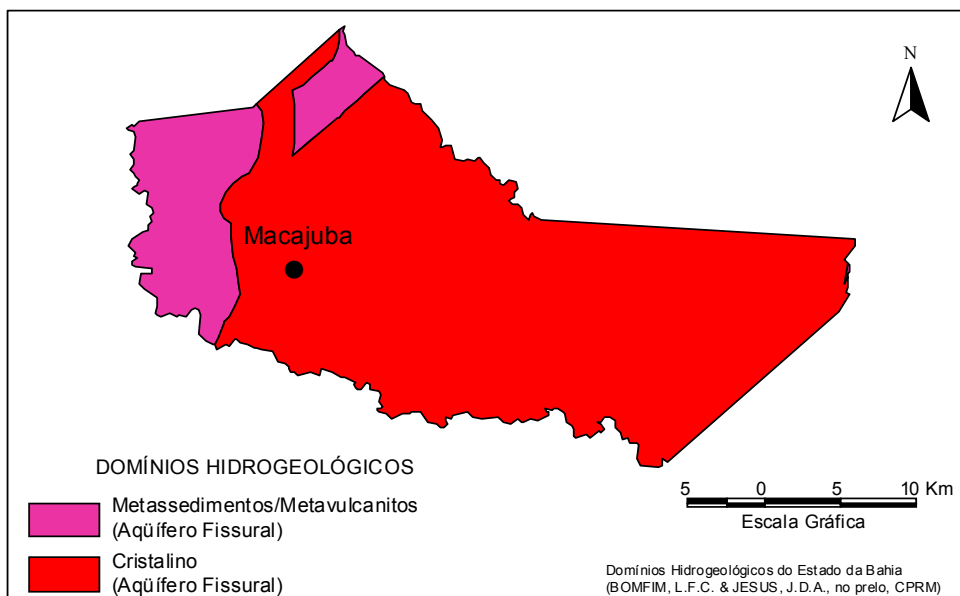 N
Macajuba
DOMÍNIOS HIDROGEOLÓGICOS
Metassedimentos/Metavulcanitos
(Aqüífero Fissural)
Cristalino
(Aqüífero Fissural)
5 0 5 10 Km
Escala Gráfica
Domínios Hidrogeológicos do Estado da Bahia
(BOMFIM, L.F.C. & JESUS, J.D.A., no prelo, CPRM)